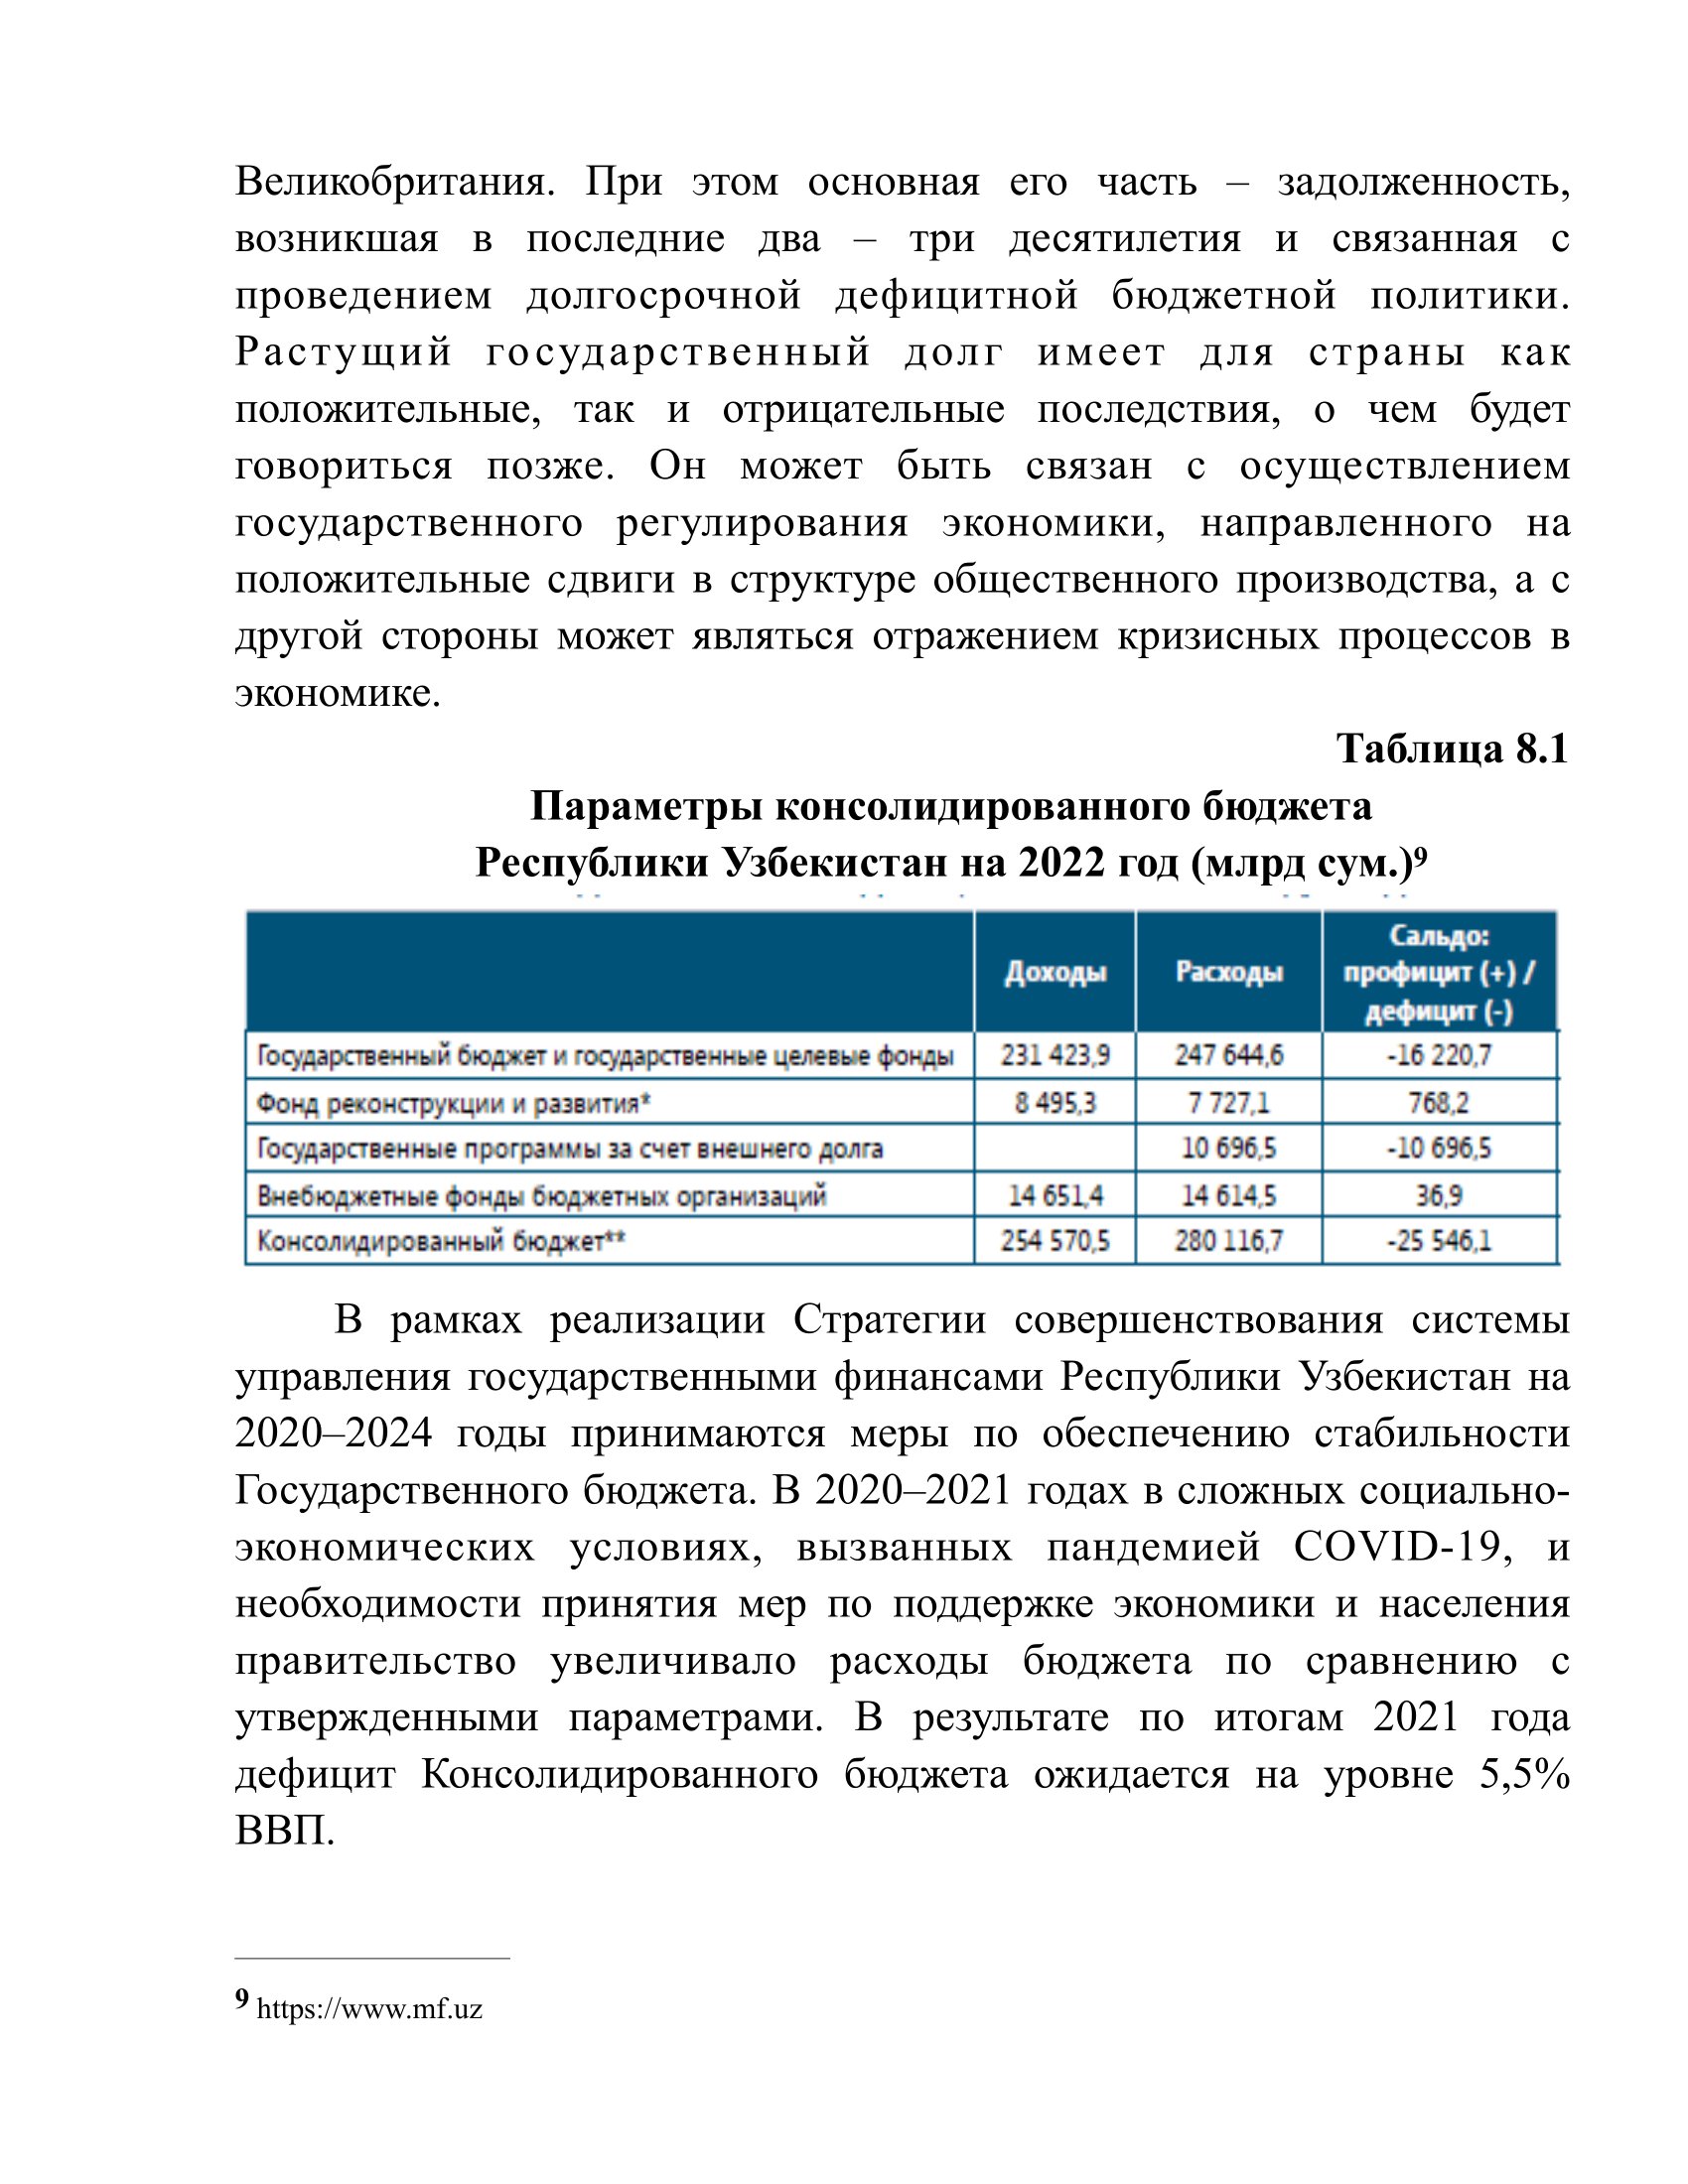 Великобритания. При этом основная его часть – задолженность,
возникшая в последние два – три десятилетия и связанная с
проведением долгосрочной дефицитной бюджетной политики.
Растущий государственный долг имеет для страны как
положительные, так и отрицательные последствия, о чем будет
говориться позже. Он может быть связан с осуществлением
государственного регулирования экономики, направленного на
положительные сдвиги в структуре общественного производства, а с
другой стороны может являться отражением кризисных процессов в
экономике.
Таблица 8.1
Параметры консолидированного бюджета
Республики Узбекистан на 2022 год (млрд сум.)⁹
Доходы Расходы Сальдо:
профицит (+) /
дефицит (-)
Государственный бюджет и государственные целевые фонды 231 423,9 247 644,6 -16 220,7
Фонд реконструкции и развития* 8 495,3 7 727,1 768,2
Государственные программы за счет внешнего долга 10 696,5 -10 696,5
Внебюджетные фонды бюджетных организаций 14 651,4 14 614,5 36,9
Консолидированный бюджет** 254 570,5 280 116,7 -25 546,1
В рамках реализации Стратегии совершенствования системы
управления государственными финансами Республики Узбекистан на
2020–2024 годы принимаются меры по обеспечению стабильности
Государственного бюджета. В 2020–2021 годах в сложных социально-
экономических условиях, вызванных пандемией COVID-19, и
необходимости принятия мер по поддержке экономики и населения
правительство увеличивало расходы бюджета по сравнению с
утвержденными параметрами. В результате по итогам 2021 года
дефицит Консолидированного бюджета ожидается на уровне 5,5%
ВВП.
9 https://www.mf.uz